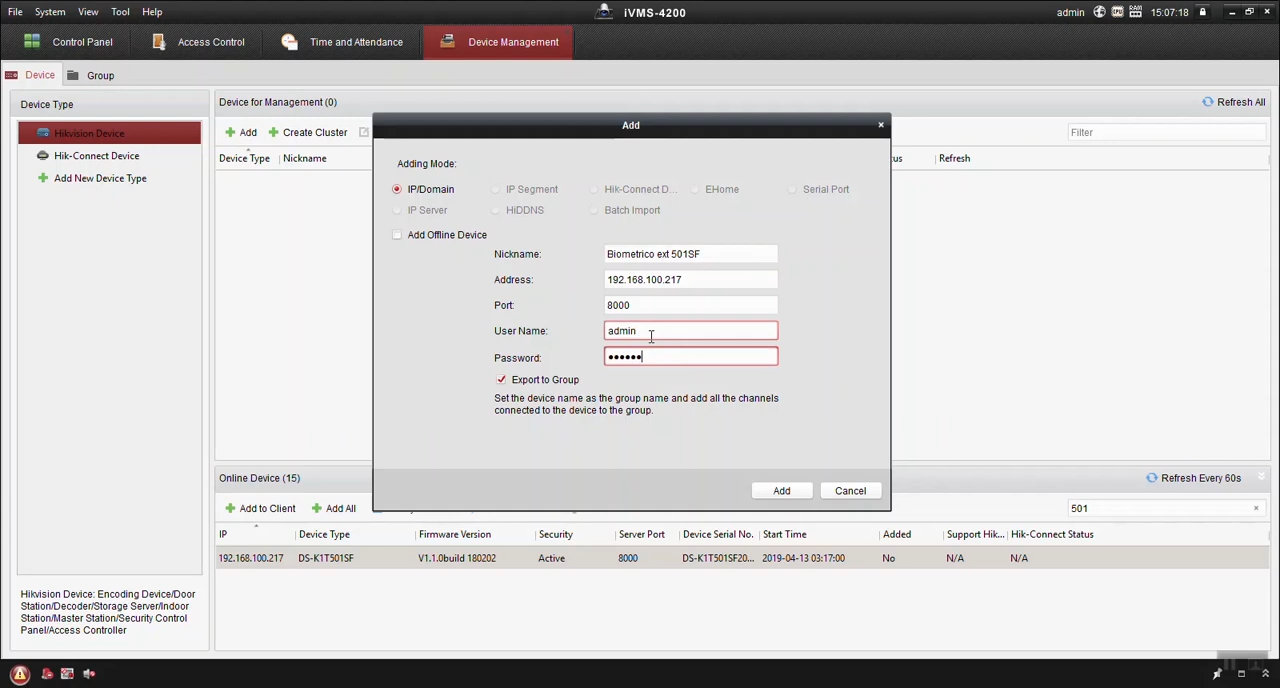 File System View Tool Help
iVMS-4200
admin 15:07:18
Control Panel Access Control Time and Attendance Device Management
Device Group
Device Type
Hikvision Device
Hik-Connect Device
Add New Device Type
Hikvision Device: Encoding Device/Door
Station/Decoder/Storage Server/Indoor
Station/Master Station/Security Control
Panel/Access Controller
Device for Management (0) Refresh All
Add Create Cluster Filter
Device Type Nickname Refresh
Add
Adding Mode:
IP/Domain IP Segment Hik-Connect D... EHome Serial Port
IP Server HiDDNS Batch Import
Add Offline Device
Nickname: Biometrico ext 501SF
Address: 192.168.100.217
Port: 8000
User Name: admin
Password: ●●●●●●
Export to Group
Set the device name as the group name and add all the channels
connected to the device to the group.
Add Cancel
Online Device (15) Refresh Every 60s
Add to Client Add All 501
IP Device Type Firmware Version Security Server Port Device Serial No. Start Time Added Support Hik... Hik-Connect Status
192.168.100.217 DS-K1T501SF V1.1.0build 180202 Active 8000 DS-K1T501SF20... 2019-04-13 03:17:00 No N/A N/A